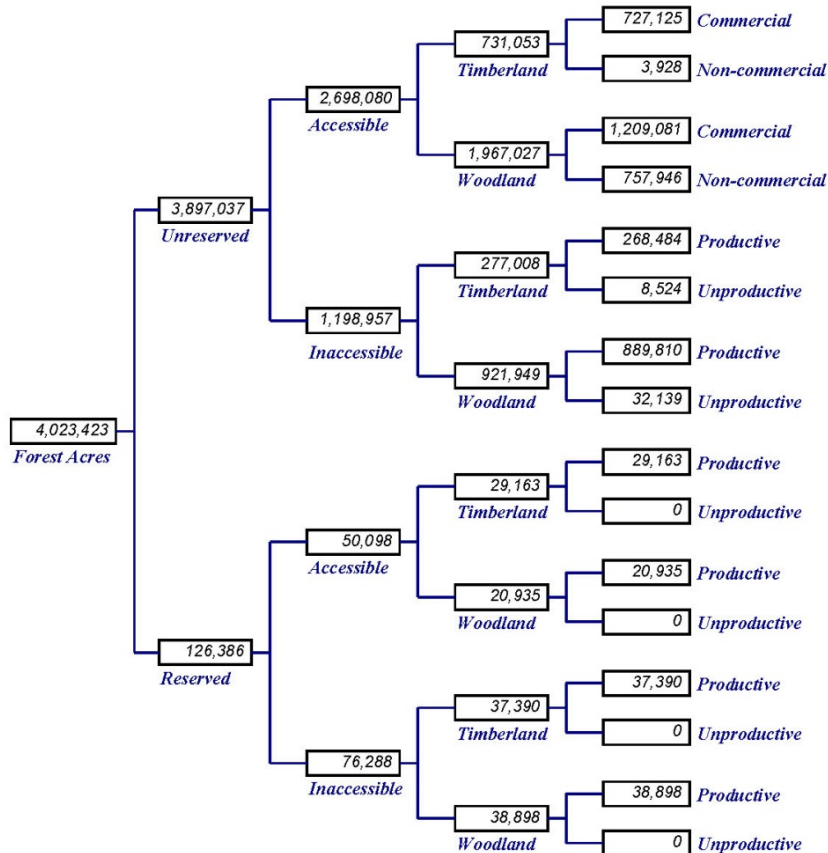 727,125 Commercial
731,053
Timberland
3,928 Non-commercial
2,698,080
Accessible
1,209,081 Commercial
1,967,027
Woodland
757,946 Non-commercial
3,897,037
Unreserved
268,484 Productive
277,008
Timberland
8,524 Unproductive
1,198,957
Inaccessible
889,810 Productive
921,949
Woodland
32,139 Unproductive
4,023,423
Forest Acres
29,163 Productive
29,163
Timberland
0 Unproductive
50,098
Accessible
20,935 Productive
20,935
Woodland
0 Unproductive
126,386
Reserved
37,390 Productive
37,390
Timberland
0 Unproductive
76,288
Inaccessible
38,898 Productive
38,898
Woodland
0 Unproductive